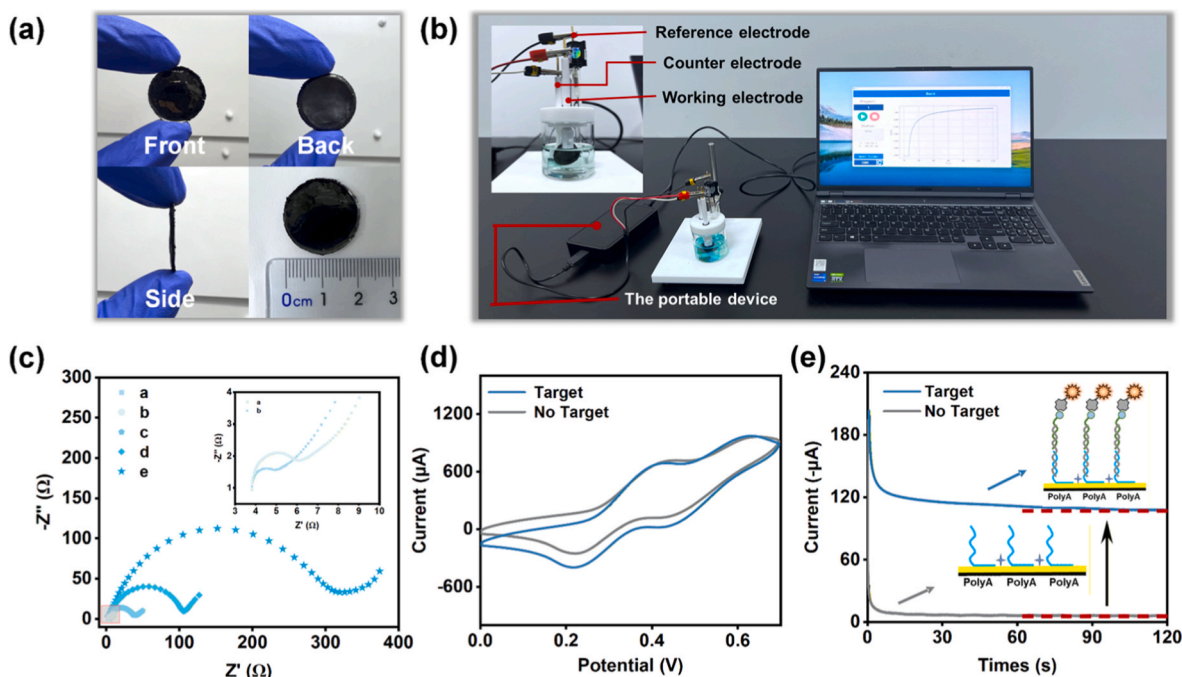 (a)
Front
Back
Side
0cm 1 2 3
(b)
Reference electrode
Counter electrode
Working electrode
The portable device
(c)
300
250
200
150
100
50
0
-Z'' (Ω)
a
b
c
d
e
4
3
2
1
-Z'' (Ω)
a
b
3 4 5 6 7 8 9 10
Z' (Ω)
0 100 200 300 400
Z' (Ω)
(d)
1200
600
0
-600
Current (μA)
Target
No Target
0.0 0.2 0.4 0.6
Potential (V)
(e)
240
180
120
60
0
Current (-μA)
Target
No Target
PolyA PolyA PolyA
PolyA PolyA PolyA
0 30 60 90 120
Times (s)